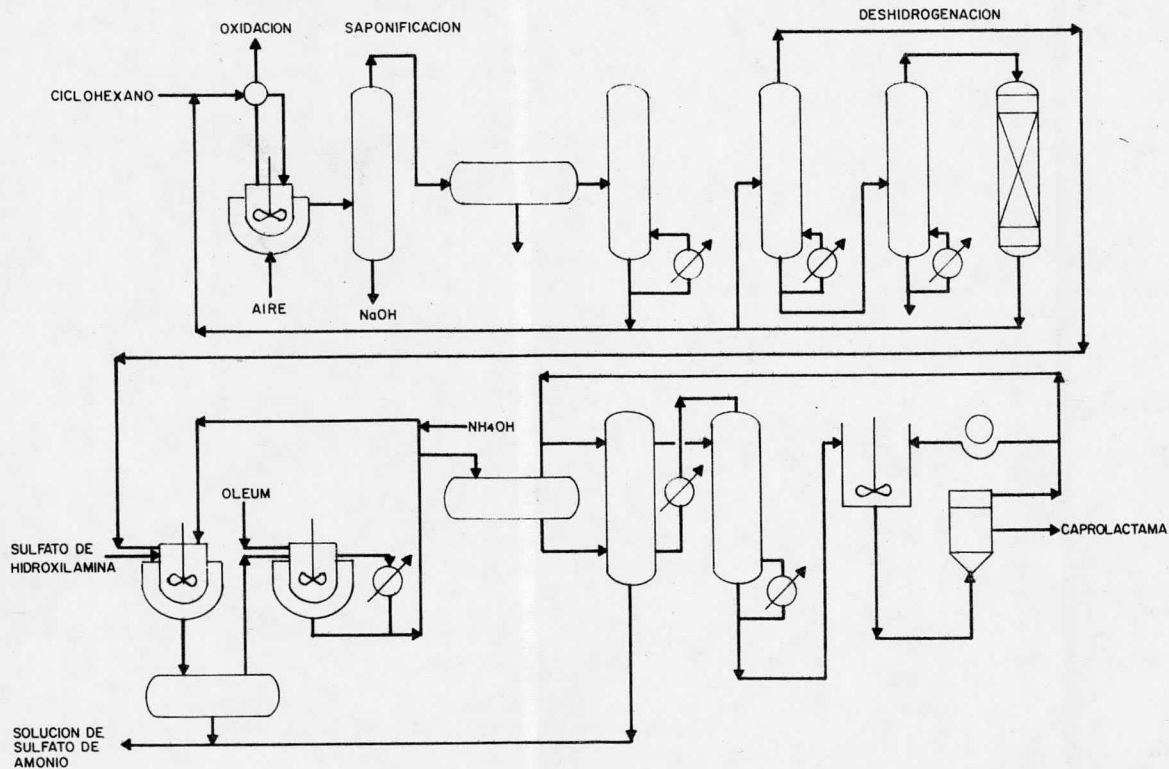 OXIDACION
SAPONIFICACION
DESHIDROGENACION
CICLOHEXANO
AIRE
NaOH
NH4OH
OLEUM
SULFATO DE
HIDROXILAMINA
CAPROLACTAMA
SOLUCION DE
SULFATO DE
AMONIO